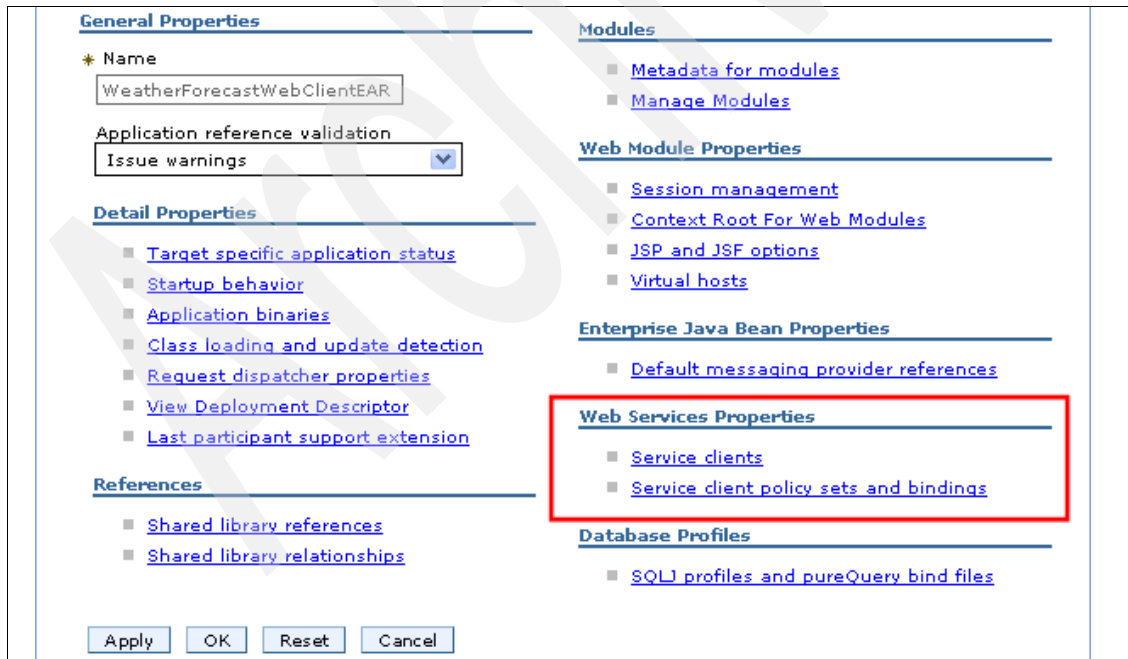 General Properties
* Name
WeatherForecastWebClientEAR
Application reference validation
Issue warnings
Detail Properties
Target specific application status
Startup behavior
Application binaries
Class loading and update detection
Request dispatcher properties
View Deployment Descriptor
Last participant support extension
References
Shared library references
Shared library relationships
Modules
Metadata for modules
Manage Modules
Web Module Properties
Session management
Context Root For Web Modules
JSP and JSF options
Virtual hosts
Enterprise Java Bean Properties
Default messaging provider references
Web Services Properties
Service clients
Service client policy sets and bindings
Database Profiles
SQLJ profiles and pureQuery bind files
Apply OK Reset Cancel